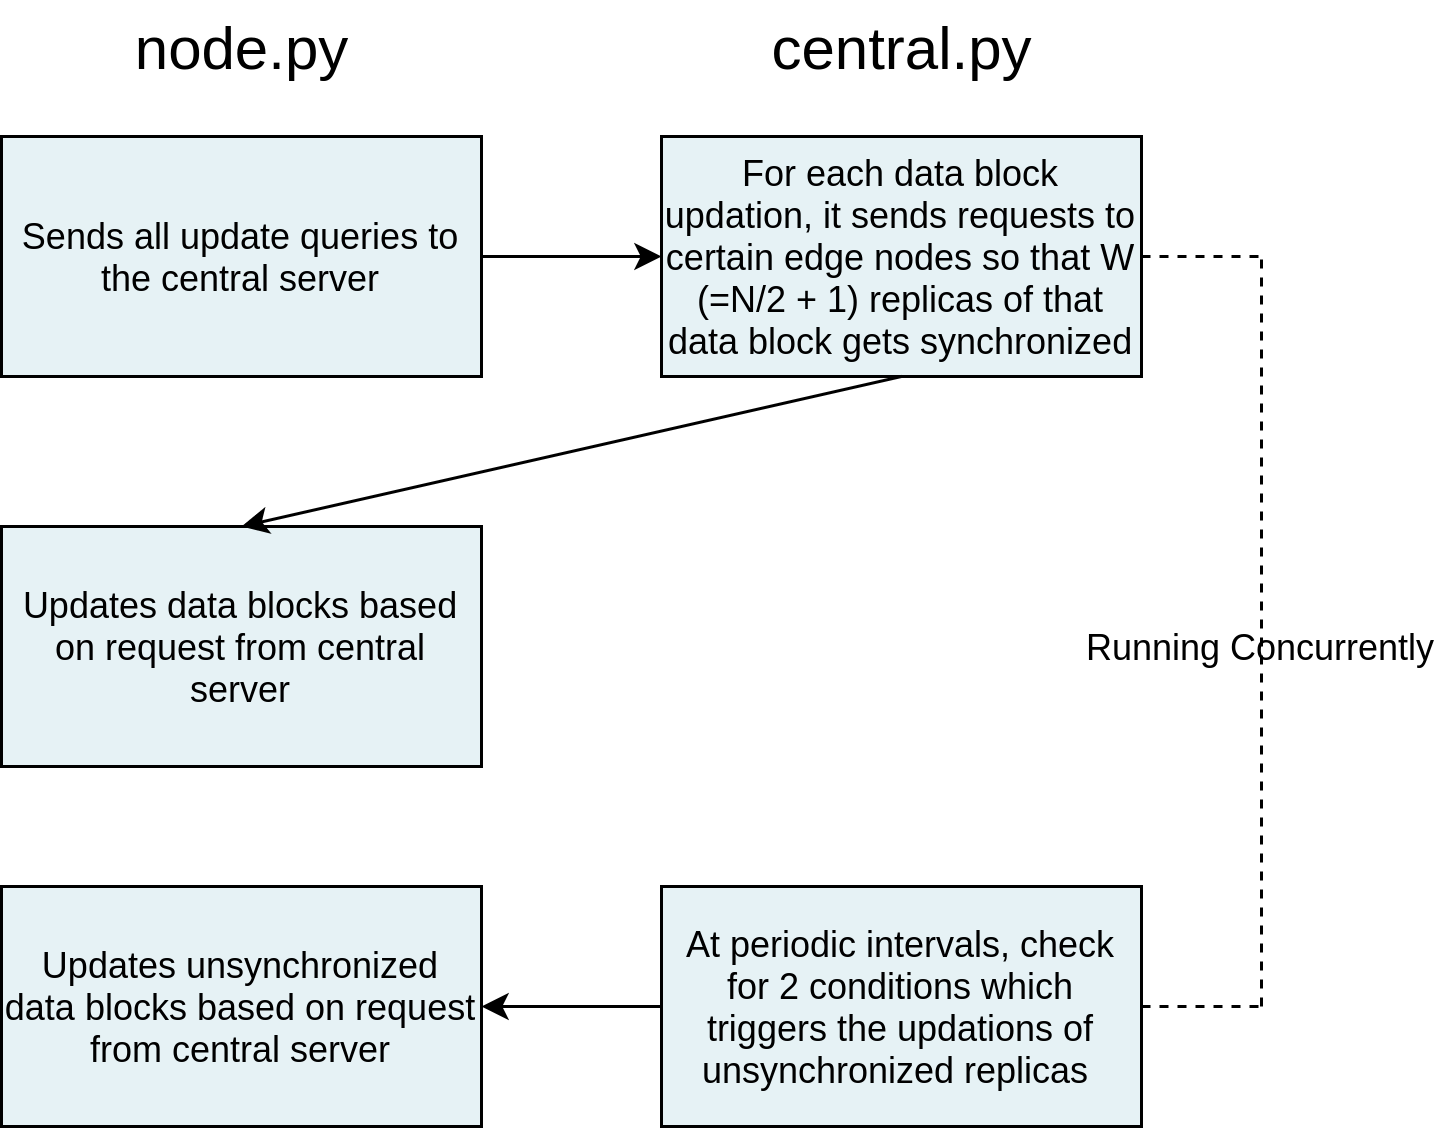 node.py
central.py
Sends all update queries to
the central server
For each data block
updation, it sends requests to
certain edge nodes so that W
(=N/2 + 1) replicas of that
data block gets synchronized
Updates data blocks based
on request from central
server
Running Concurrently
Updates unsynchronized
data blocks based on request
from central server
At periodic intervals, check
for 2 conditions which
triggers the updations of
unsynchronized replicas